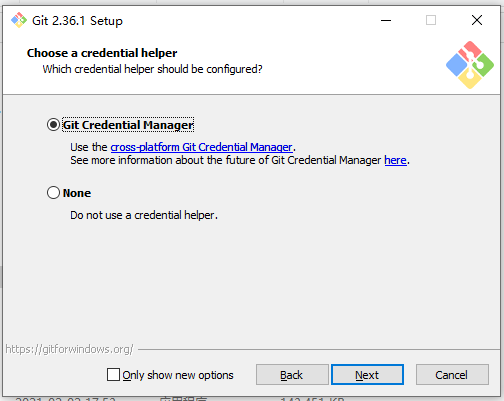 Git 2.36.1 Setup
Choose a credential helper
Which credential helper should be configured?
Git Credential Manager
Use the cross-platform Git Credential Manager.
See more information about the future of Git Credential Manager here.
None
Do not use a credential helper.
https://gitforwindows.org/
Only show new options
Back
Next
Cancel